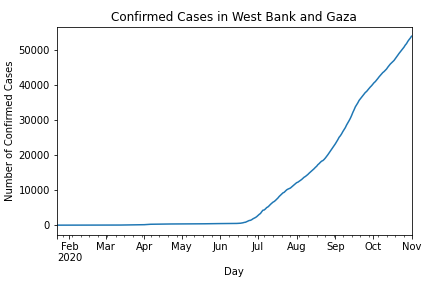 Confirmed Cases in West Bank and Gaza
Number of Confirmed Cases
50000
40000
30000
20000
10000
0
Feb Mar Apr May Jun Jul Aug Sep Oct Nov
2020
Day